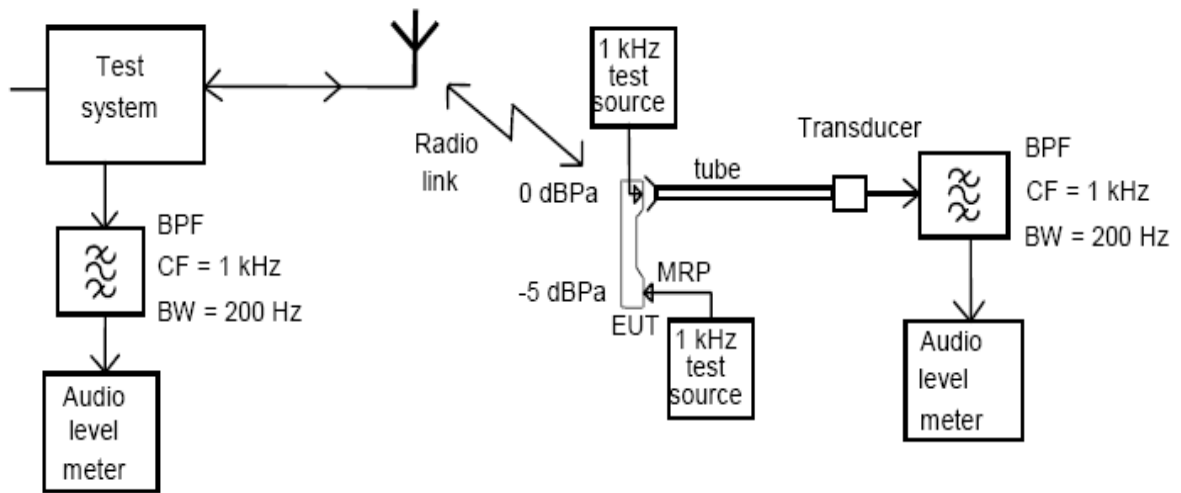 Test
system
BPF
CF = 1 kHz
BW = 200 Hz
Audio
level
meter
Radio
link
1 kHz
test
source
0 dBPa
-5 dBPa
EUT
MRP
1 kHz
test
source
tube
Transducer
BPF
CF = 1 kHz
BW = 200 Hz
Audio
level
meter